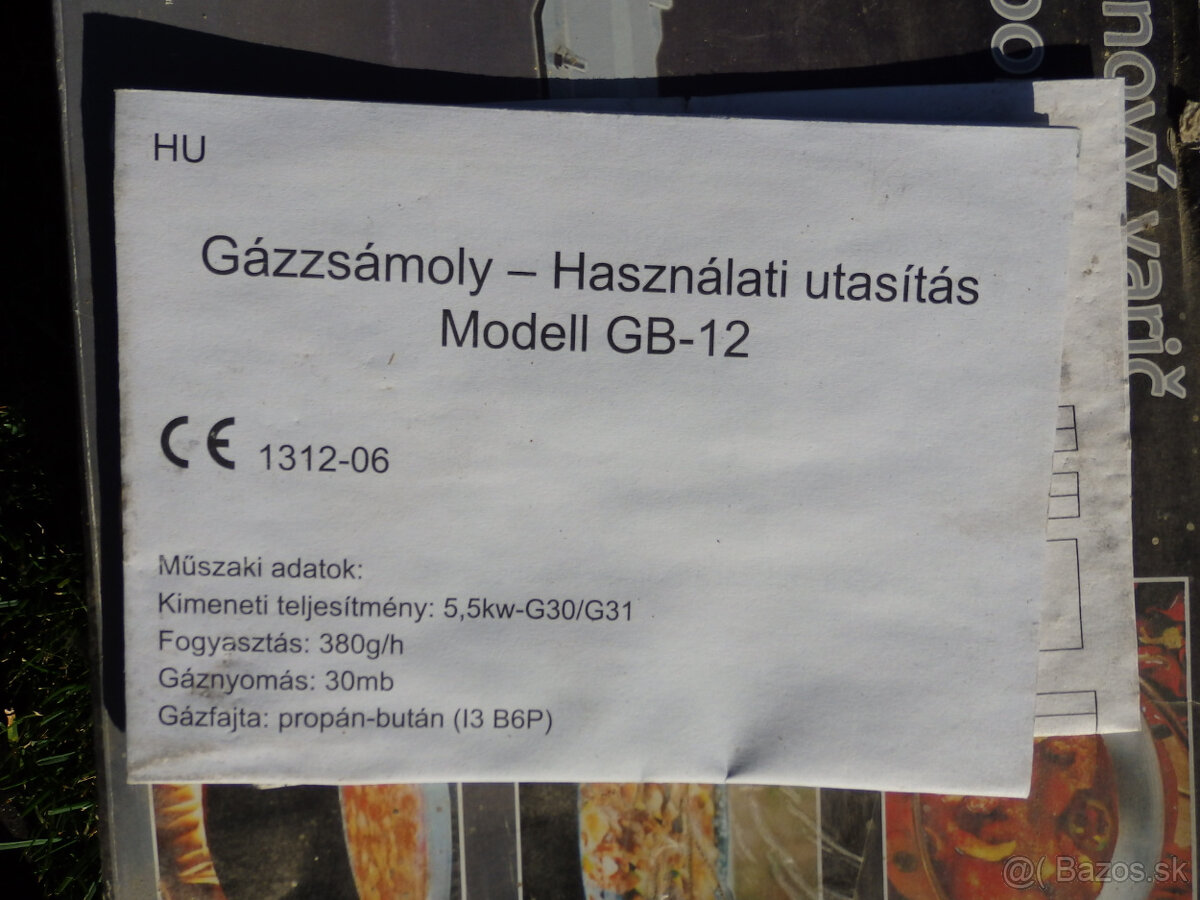 HU
Gázzsámoly – Használati utasítás
Modell GB-12
CE 1312-06
Műszaki adatok:
Kimeneti teljesítmény: 5,5kw-G30/G31
Fogyasztás: 380g/h
Gáznyomás: 30mb
Gázfajta: propán-bután (I3 B6P)
varič
@( Bazos.sk